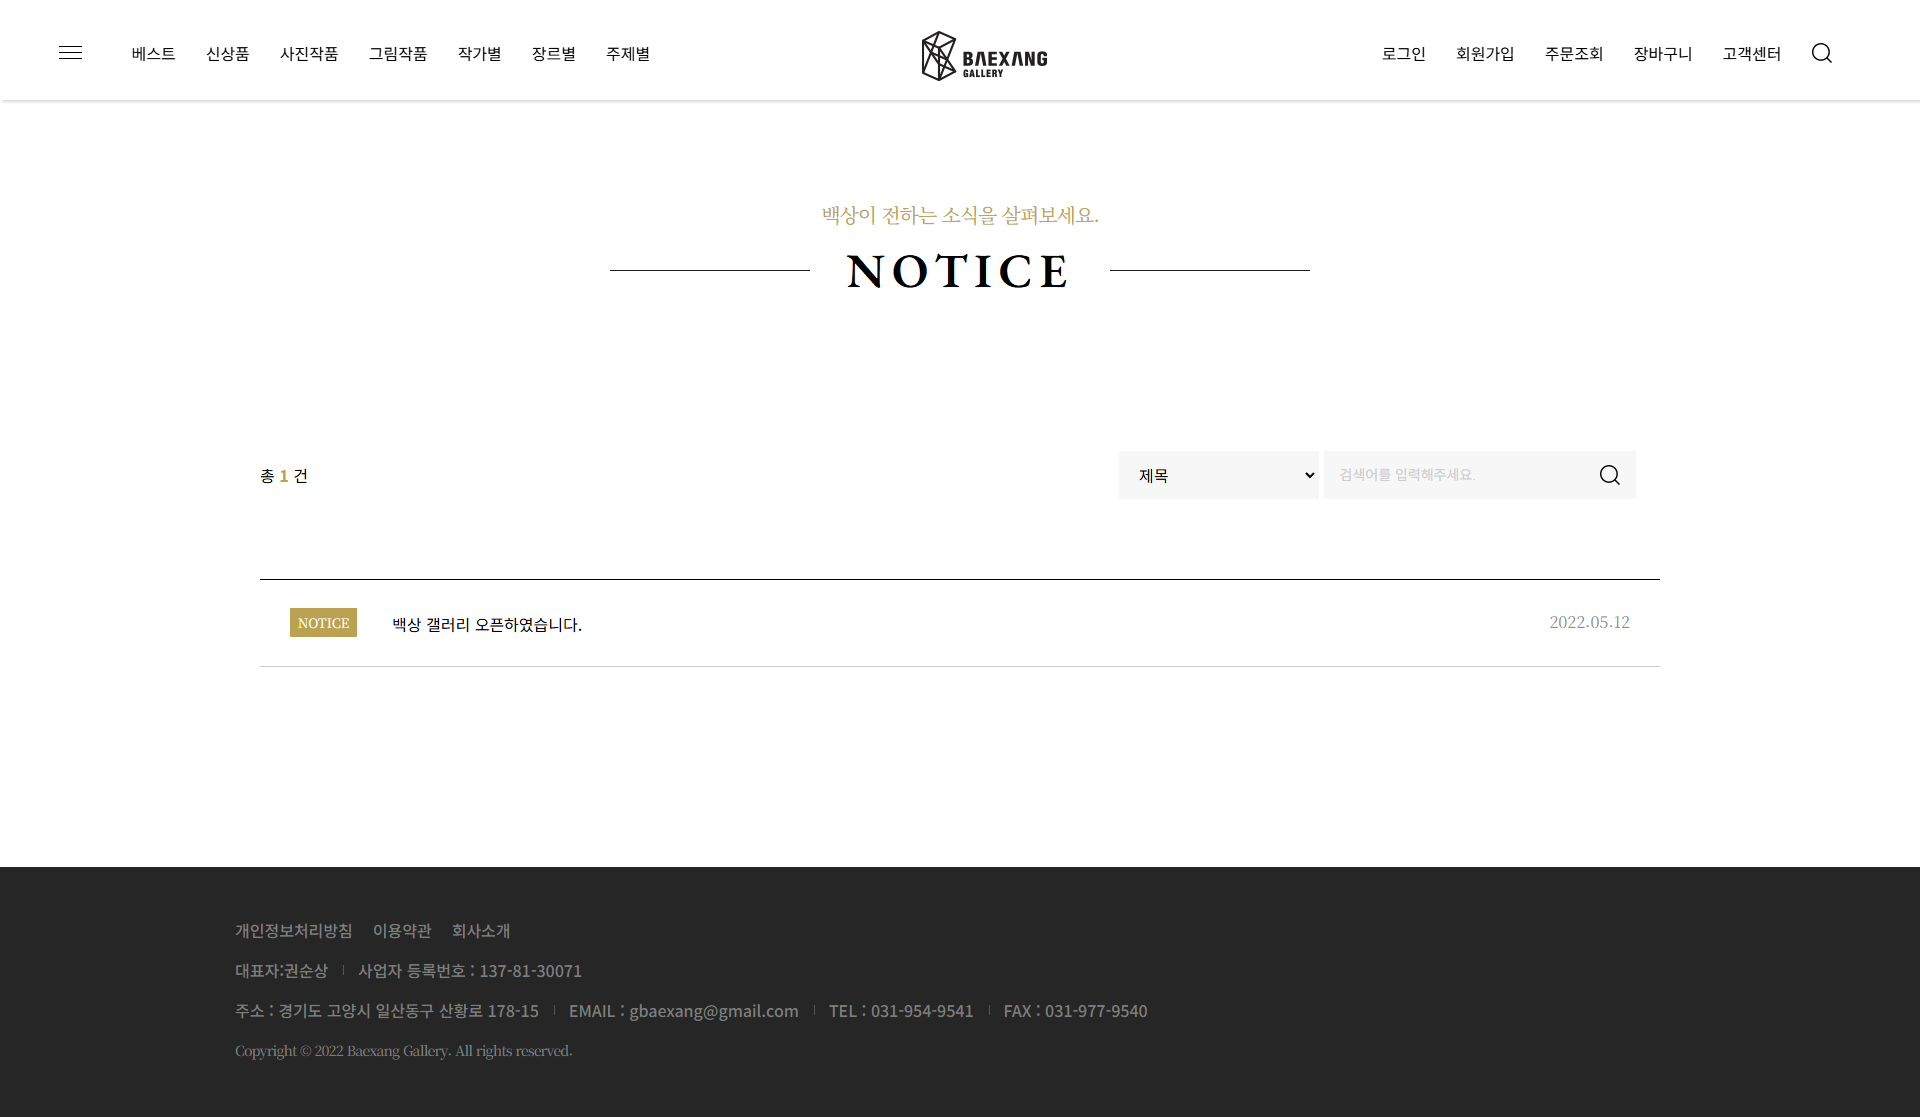 베스트 신상품 사진작품 그림작품 작가별 장르별 주제별
BAEXANG
GALLERY
로그인 회원가입 주문조회 장바구니 고객센터
백상이 전하는 소식을 살펴보세요.
NOTICE
총 1 건
제목
검색어를 입력해주세요.
NOTICE 백상 갤러리 오픈하였습니다. 2022.05.12
개인정보처리방침 이용약관 회사소개
대표자:권순상 사업자 등록번호 : 137-81-30071
주소 : 경기도 고양시 일산동구 산황로 178-15 EMAIL : gbaexang@gmail.com TEL : 031-954-9541 FAX : 031-977-9540
Copyright © 2022 Baexang Gallery. All rights reserved.